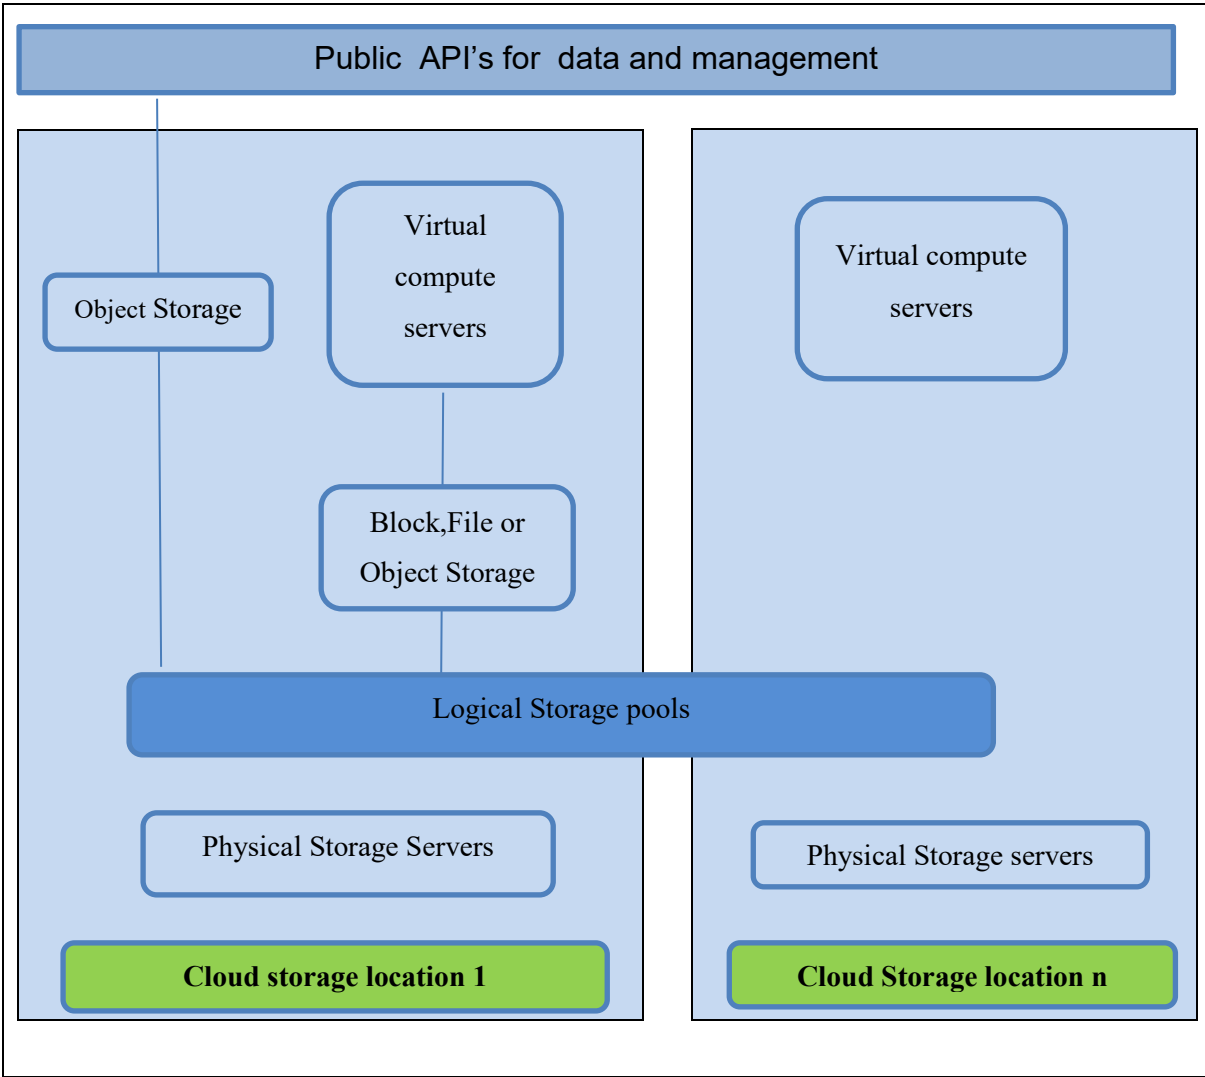 Public API’s for data and management
Virtual
compute
servers
Object Storage
Block,File or
Object Storage
Virtual compute
servers
Logical Storage pools
Physical Storage Servers
Physical Storage servers
Cloud storage location 1
Cloud Storage location n